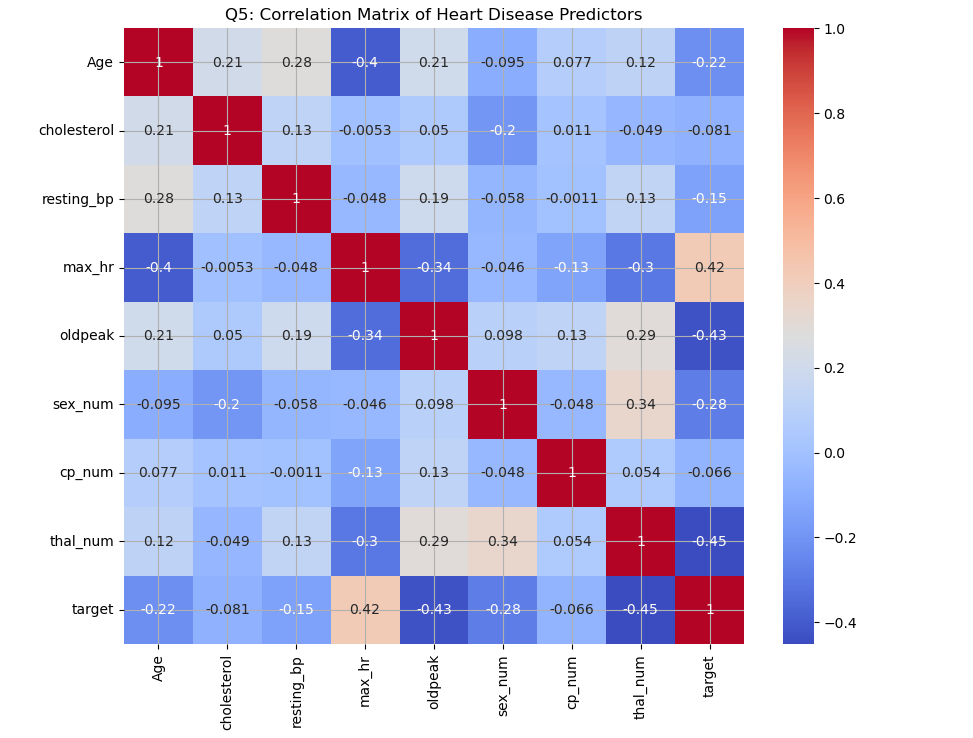 Q5: Correlation Matrix of Heart Disease Predictors
Age 1 0.21 0.28 -0.4 0.21 -0.095 0.077 0.12 -0.22
cholesterol 0.21 1 0.13 -0.0053 0.05 -0.2 0.011 -0.049 -0.081
resting_bp 0.28 0.13 1 -0.048 0.19 -0.058 -0.0011 0.13 -0.15
max_hr -0.4 -0.0053 -0.048 1 -0.34 -0.046 -0.13 -0.3 0.42
oldpeak 0.21 0.05 0.19 -0.34 1 0.098 0.13 0.29 -0.43
sex_num -0.095 -0.2 -0.058 -0.046 0.098 1 -0.048 0.34 -0.28
cp_num 0.077 0.011 -0.0011 -0.13 0.13 -0.048 1 0.054 -0.066
thal_num 0.12 -0.049 0.13 -0.3 0.29 0.34 0.054 1 -0.45
target -0.22 -0.081 -0.15 0.42 -0.43 -0.28 -0.066 -0.45 1
Age cholesterol resting_bp max_hr oldpeak sex_num cp_num thal_num target
1.0
0.8
0.6
0.4
0.2
0.0
−0.2
−0.4